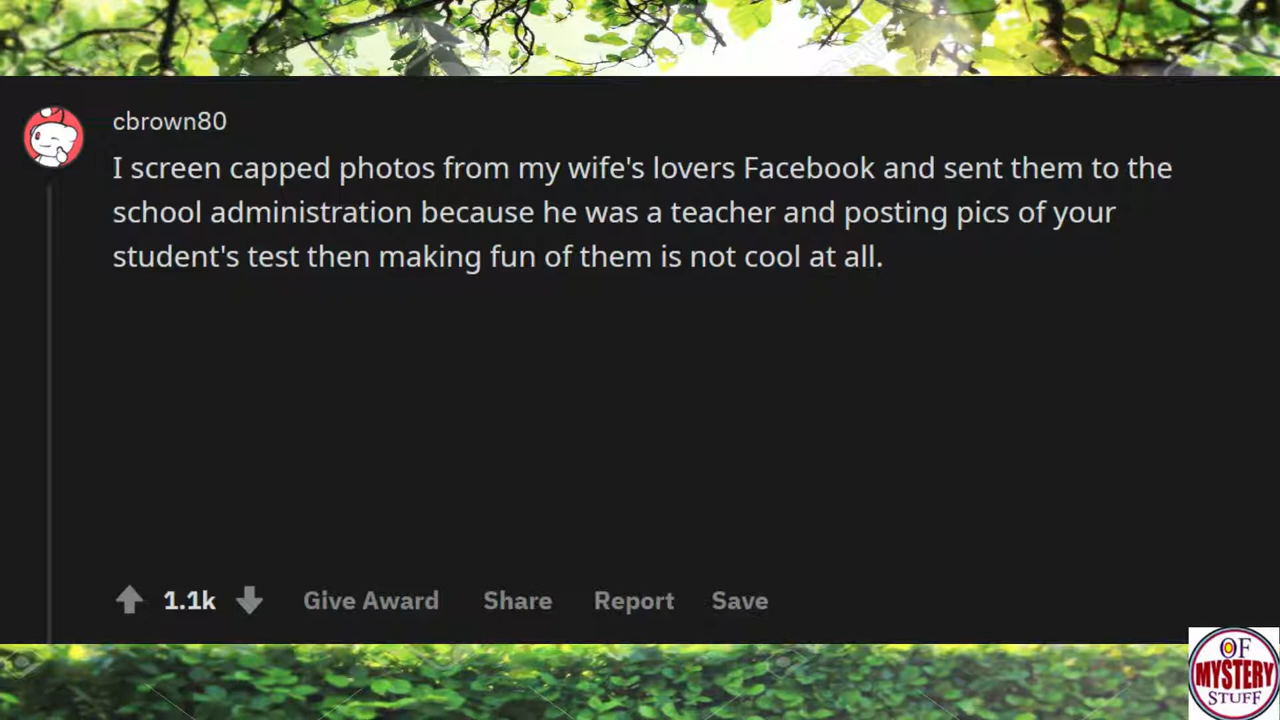 cbrown80
I screen capped photos from my wife's lovers Facebook and sent them to the
school administration because he was a teacher and posting pics of your
student's test then making fun of them is not cool at all.
1.1k Give Award Share Report Save
OF
MYSTERY
STUFF